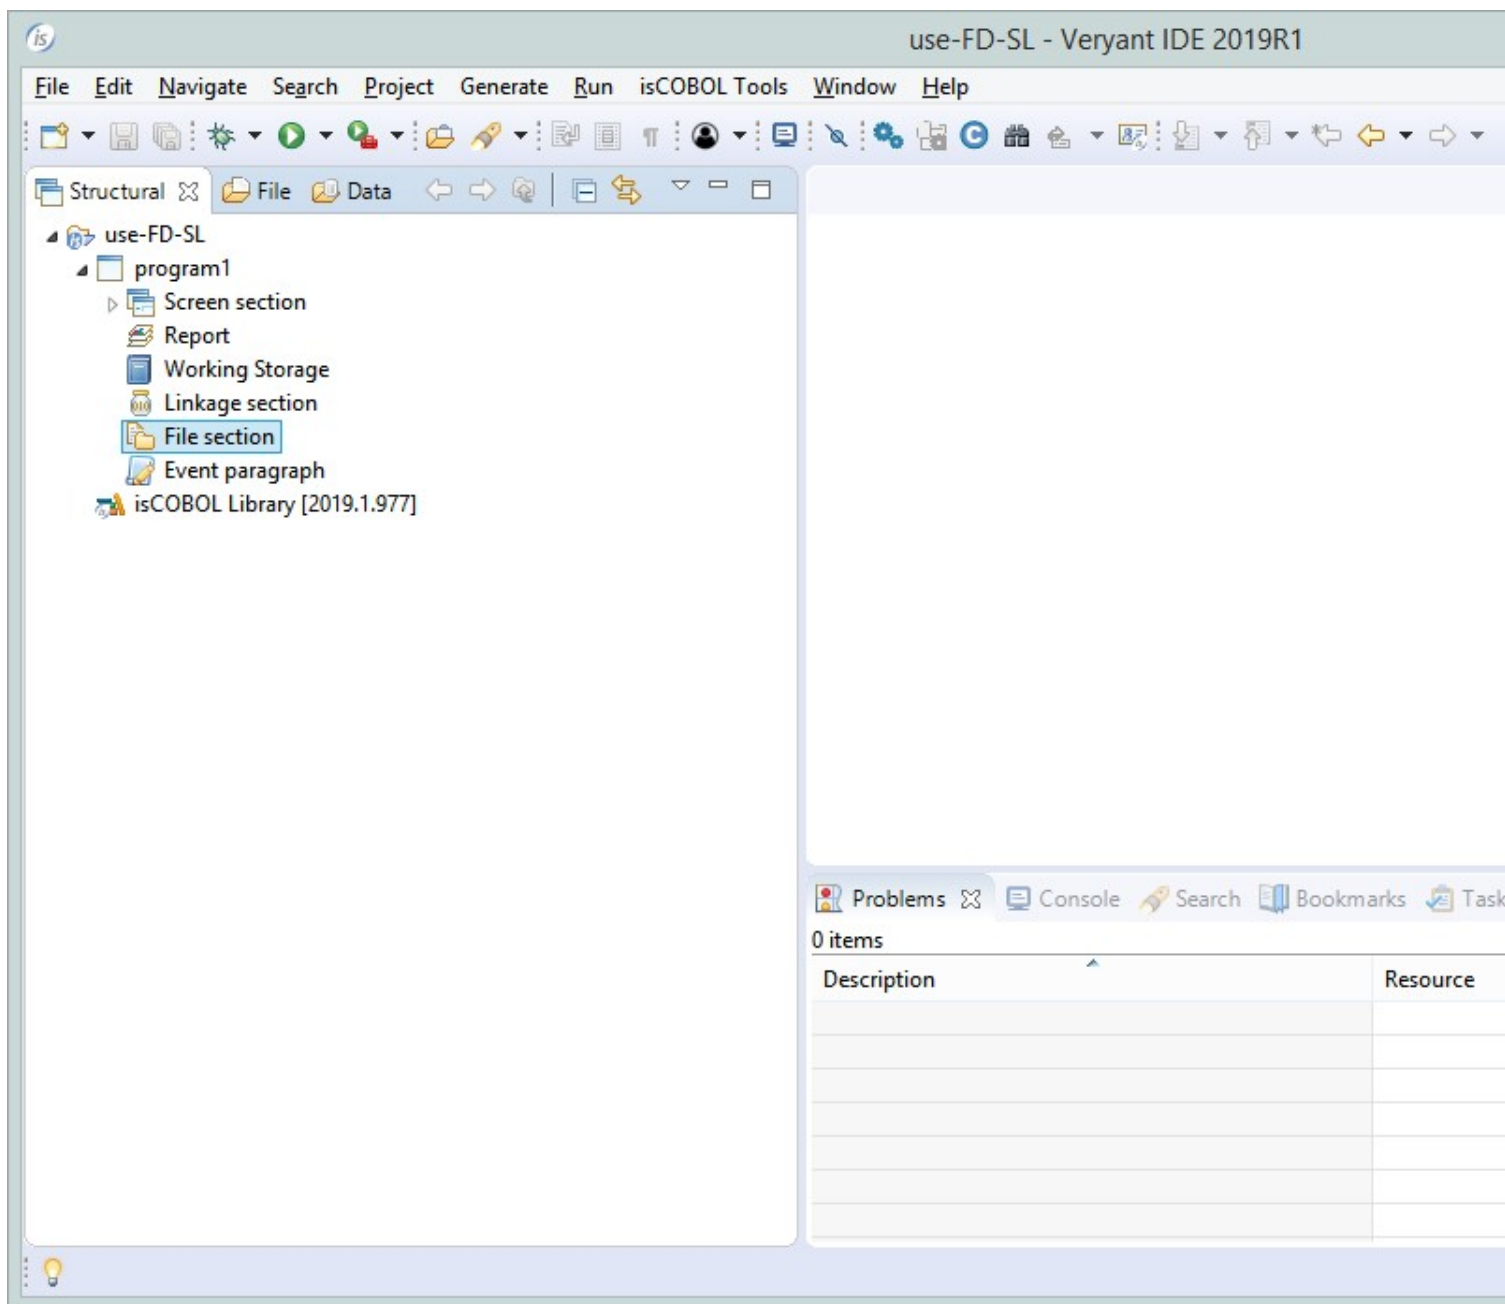 is use-FD-SL - Veryant IDE 2019R1
File Edit Navigate Search Project Generate Run isCOBOL Tools Window Help
Structural File Data
use-FD-SL
program1
Screen section
Report
Working Storage
Linkage section
File section
Event paragraph
isCOBOL Library [2019.1.977]
Problems Console Search Bookmarks Task
0 items
Description Resource